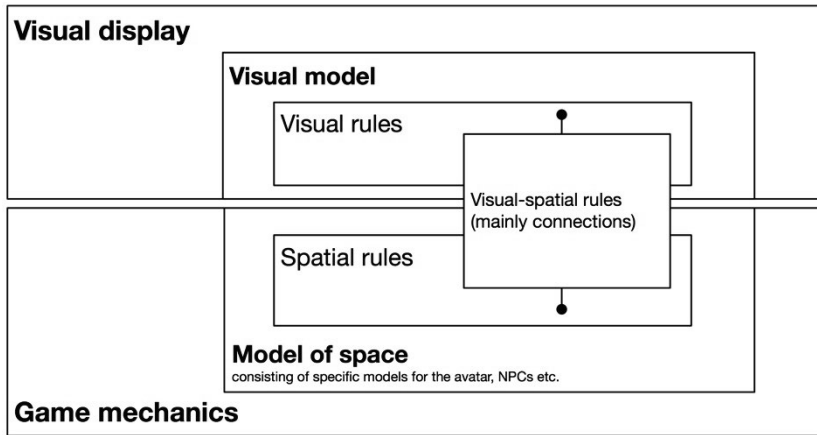 Visual display
Visual model
Visual rules
Visual-spatial rules
(mainly connections)
Spatial rules
Model of space
consisting of specific models for the avatar, NPCs etc.
Game mechanics